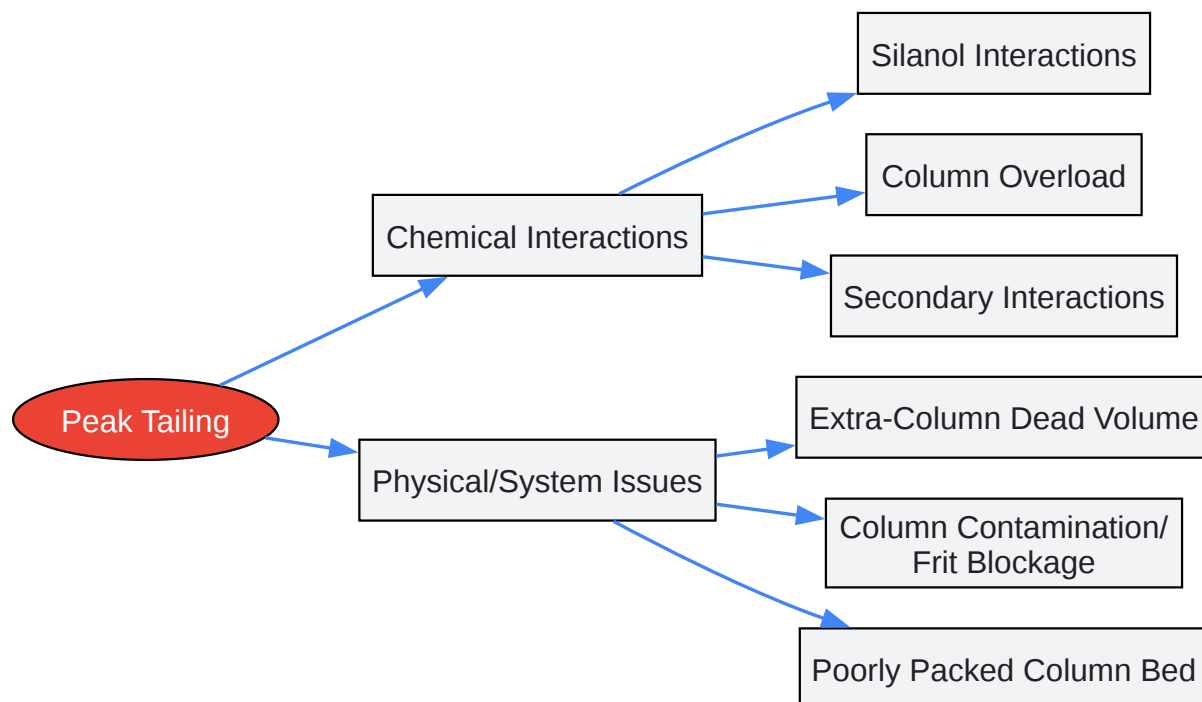 Peak Tailing
Chemical Interactions
Silanol Interactions
Column Overload
Secondary Interactions
Physical/System Issues
Extra-Column Dead Volume
Column Contamination/
Frit Blockage
Poorly Packed Column Bed